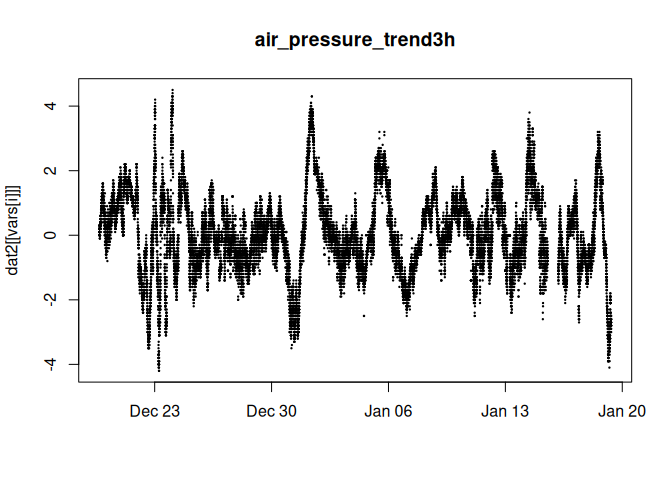 air_pressure_trend3h
dat2[[vars[i]]]
4
2
0
-2
-4
Dec 23
Dec 30
Jan 06
Jan 13
Jan 20